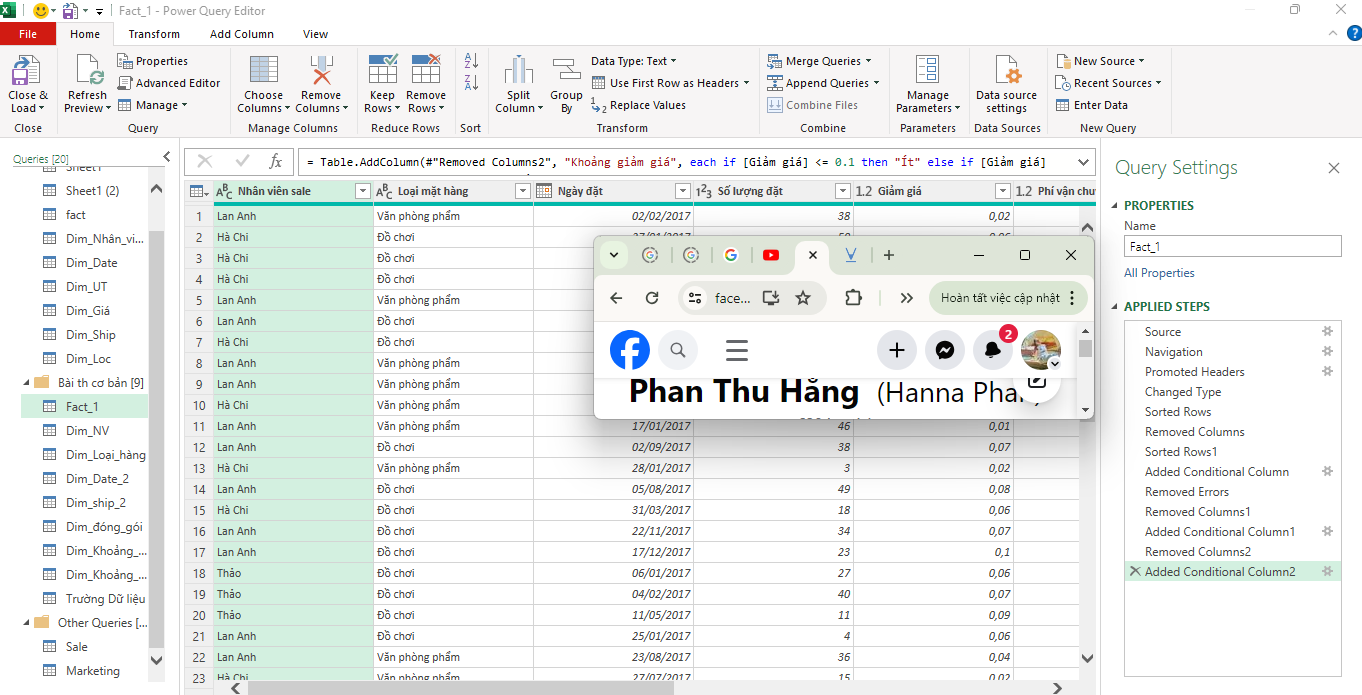 Fact_1 - Power Query Editor
File Home Transform Add Column View
Close & Load
Close
Refresh Preview
Properties
Advanced Editor
Manage
Query
Choose Columns
Remove Columns
Manage Columns
Keep Rows
Remove Rows
Reduce Rows
Sort
Split Column
Group By
Data Type: Text
Use First Row as Headers
Replace Values
Transform
Merge Queries
Append Queries
Combine Files
Combine
Manage Parameters
Parameters
Data source settings
Data Sources
New Source
Recent Sources
Enter Data
New Query
Queries [20]
Sheet1
Sheet1 (2)
fact
Dim_Nhân_vi...
Dim_Date
Dim_UT
Dim_Giá
Dim_Ship
Dim_Loc
Bài th cơ bản [9]
Fact_1
Dim_NV
Dim_Loại_hàng
Dim_Date_2
Dim_ship_2
Dim_đóng_gói
Dim_Khoảng_...
Dim_Khoảng_...
Trường Dữ liệu
Other Queries [...
Sale
Marketing
fx
= Table.AddColumn(#"Removed Columns2", "Khoảng giảm giá", each if [Giảm giá] <= 0.1 then "Ít" else if [Giảm giá]
Nhân viên sale Loại mặt hàng Ngày đặt Số lượng đặt 1.2 Giảm giá 1.2 Phí vận chu
1 Lan Anh Văn phòng phẩm 02/02/2017 38 0,02
2 Hà Chi Đồ chơi
3 Hà Chi Đồ chơi
4 Hà Chi Đồ chơi
5 Lan Anh Văn phòng phẩm
6 Lan Anh Đồ chơi
7 Hà Chi Đồ chơi
8 Lan Anh Văn phòng phẩm
9 Lan Anh Văn phòng phẩm
10 Hà Chi Văn phòng phẩm
11 Lan Anh Văn phòng phẩm 17/01/2017 46 0,01
12 Lan Anh Đồ chơi 02/09/2017 38 0,07
13 Hà Chi Văn phòng phẩm 28/01/2017 3 0,02
14 Lan Anh Đồ chơi 05/08/2017 49 0,08
15 Hà Chi Đồ chơi 31/03/2017 18 0,06
16 Lan Anh Đồ chơi 22/11/2017 34 0,07
17 Lan Anh Đồ chơi 17/12/2017 23 0,1
18 Thảo Đồ chơi 06/01/2017 27 0,06
19 Thảo Đồ chơi 04/02/2017 40 0,07
20 Thảo Đồ chơi 11/05/2017 11 0,09
21 Lan Anh Đồ chơi 25/01/2017 4 0,06
22 Lan Anh Văn phòng phẩm 23/08/2017 36 0,04
23 Hà Chi Văn phòng phẩm 27/07/2017 15 0,02
face...
Hoàn tất việc cập nhật
2
Phan Thu Hằng (Hanna Pha
Query Settings
PROPERTIES
Name
Fact_1
All Properties
APPLIED STEPS
Source
Navigation
Promoted Headers
Changed Type
Sorted Rows
Removed Columns
Sorted Rows1
Added Conditional Column
Removed Errors
Removed Columns1
Added Conditional Column1
Removed Columns2
Added Conditional Column2